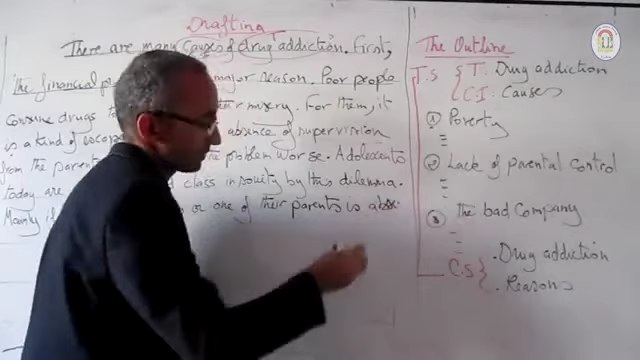 Drafting
There are many causes of drug addiction. First,
the financial major reason. Poor people
consume drugs misery. For them, it
is a kind of absence of supervision
from the the problem worse. Adolescents
today are class insouity by this dilemma.
Mainly or one of their parents is
The Outline
T.S { T: Drug addiction
C.I: Causes
① Poverty
② Lack of parental control
③ The bad Company
C.S { . Drug addiction
. Reasons